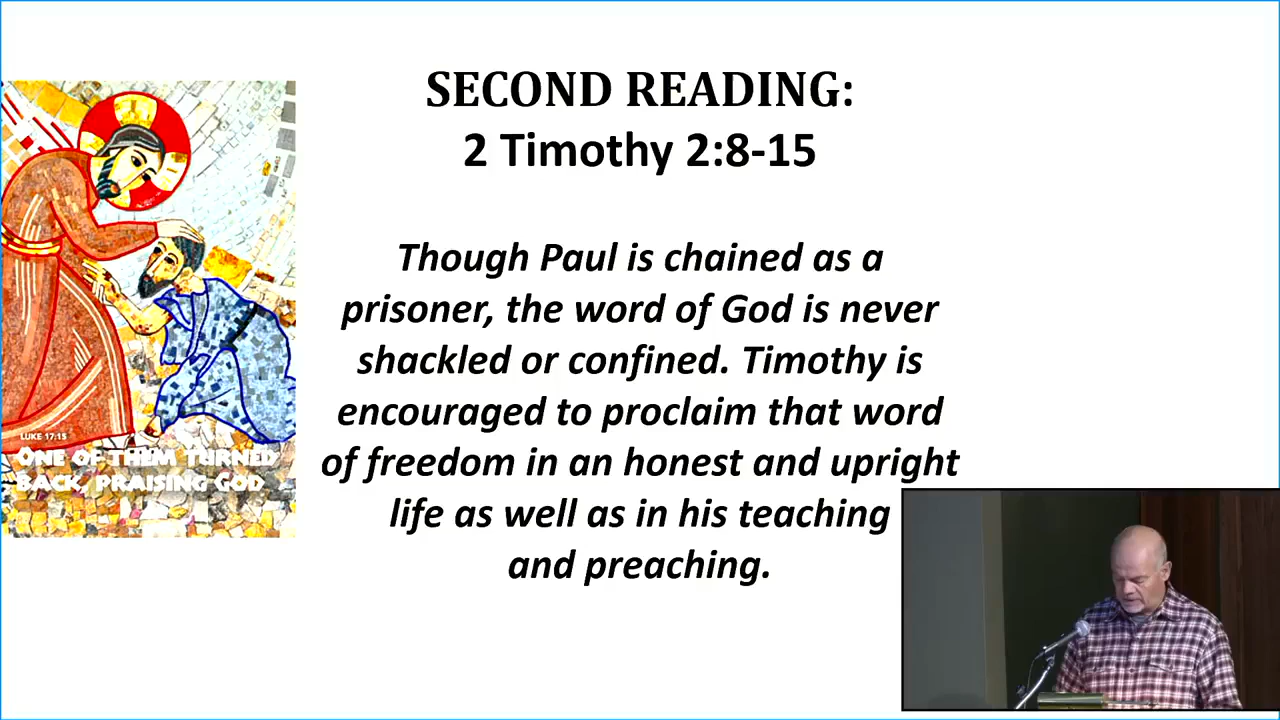 SECOND READING:
2 Timothy 2:8-15
Though Paul is chained as a
prisoner, the word of God is never
shackled or confined. Timothy is
encouraged to proclaim that word
of freedom in an honest and upright
life as well as in his teaching
and preaching.
LUKE 17:15
ONE OF THEM TURNED
BACK, PRAISING GOD